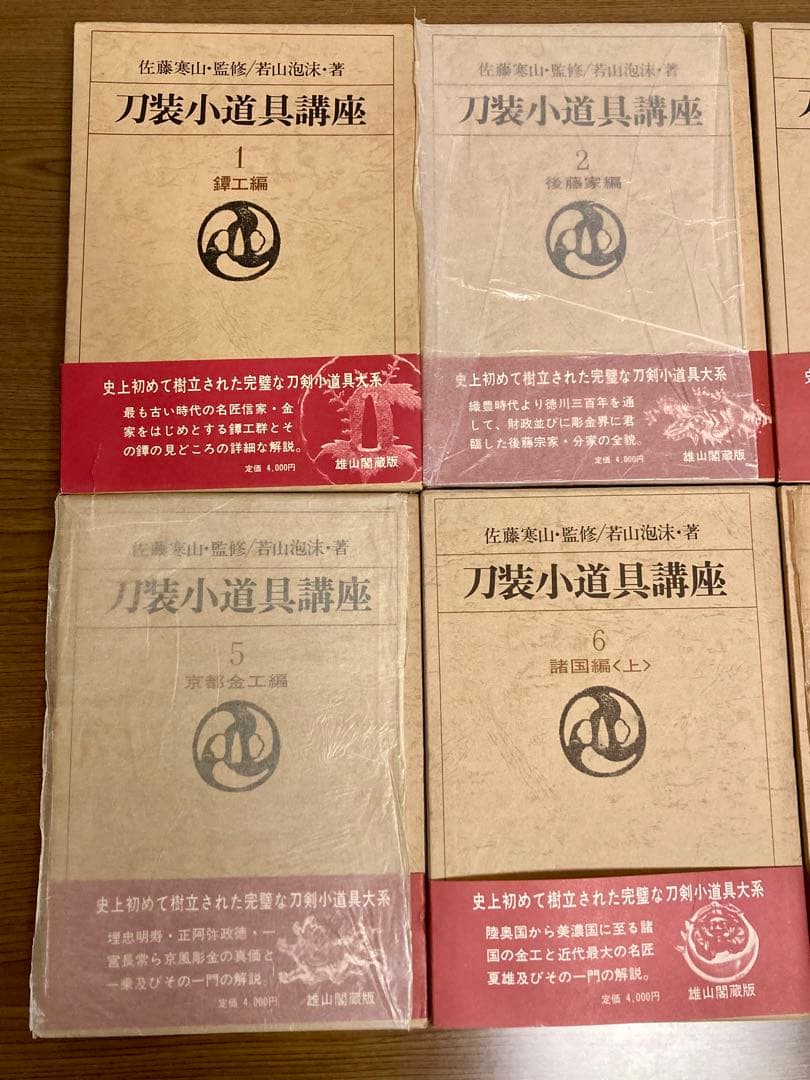 佐藤寒山・監修/若山泡沫・著
刀装小道具講座
1
鐔工編
史上初めて樹立された完璧な刀剣小道具大系
最も古い時代の名匠信家・金
家をはじめとする鐔工群とそ
の鐔の見どころの詳細な解説。
定価 4,000円
雄山閣蔵版
佐藤寒山・監修/若山泡沫・著
刀装小道具講座
2
後藤家編
史上初めて樹立された完璧な刀剣小道具大系
織豊時代より徳川三百年を通
して、財政並びに彫金界に君
臨した後藤宗家・分家の全貌。
定価 4,000円
雄山閣蔵版
佐藤寒山・監修/若山泡沫・著
刀装小道具講座
5
京都金工編
史上初めて樹立された完璧な刀剣小道具大系
埋忠明寿・正阿弥政徳・一
宮長常ら京風彫金の真価と
一乗及びその一門の解説。
定価 4,000円
雄山閣蔵版
佐藤寒山・監修/若山泡沫・著
刀装小道具講座
6
諸国編〈上〉
史上初めて樹立された完璧な刀剣小道具大系
陸奥国から美濃国に至る諸
国の金工と近代最大の名匠
夏雄及びその一門の解説。
定価 4,000円
雄山閣蔵版